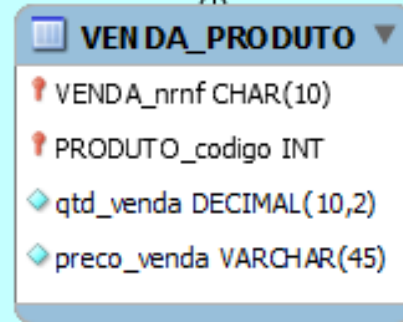 VENDA_PRODUTO
VENDA_nrnf CHAR(10)
PRODUTO_codigo INT
qtd_venda DECIMAL(10,2)
preco_venda VARCHAR(45)